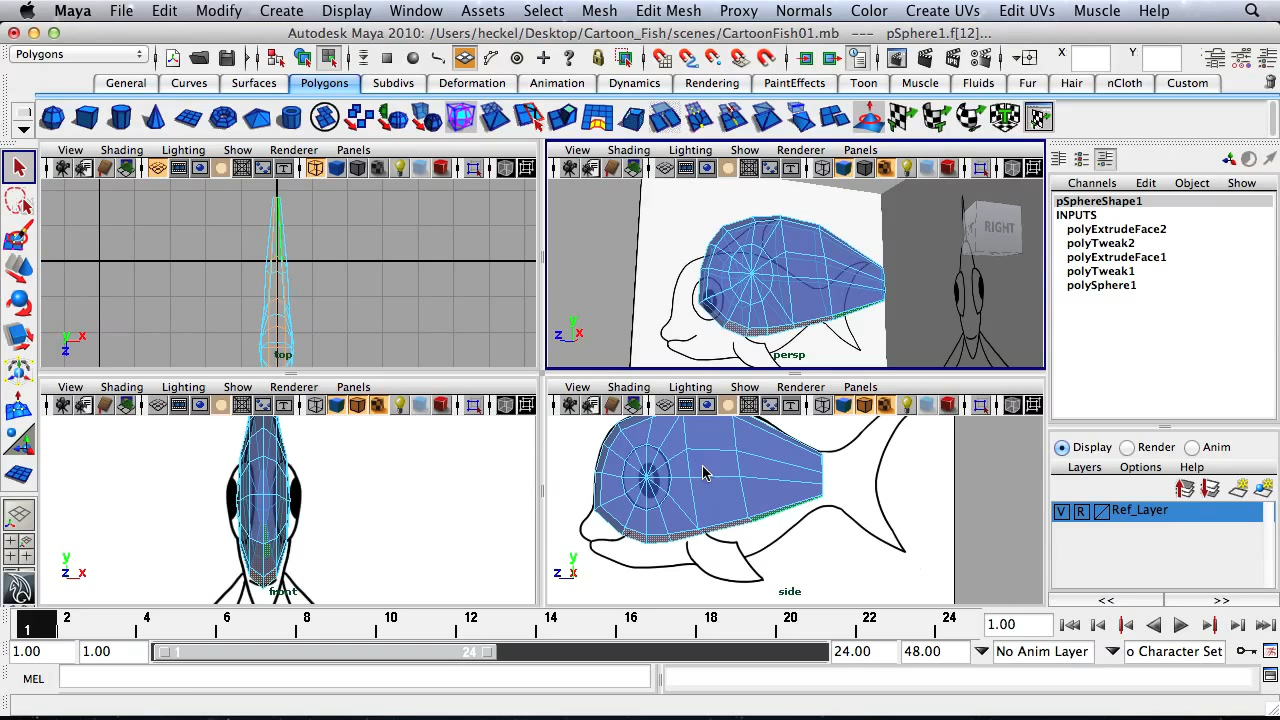 Maya File Edit Modify Create Display Window Assets Select Mesh Edit Mesh Proxy Normals Color Create UVs Edit UVs Muscle Help
Autodesk Maya 2010: /Users/heckel/Desktop/Cartoon_Fish/scenes/CartoonFish01.mb --- pSphere1.f[12]...
Polygons X: Y:
General Curves Surfaces Polygons Subdivs Deformation Animation Dynamics Rendering PaintEffects Toon Muscle Fluids Fur Hair nCloth Custom
View Shading Lighting Show Renderer Panels
View Shading Lighting Show Renderer Panels
Channels Edit Object Show
pSphereShape1
INPUTS
polyExtrudeFace2
polyTweak2
polyExtrudeFace1
polyTweak1
polySphere1
RIGHT
y x z
top
y z x
persp
View Shading Lighting Show Renderer Panels
View Shading Lighting Show Renderer Panels
y z x
front
y z x
side
Display Render Anim
Layers Options Help
V R Ref_Layer
<< >>
1 2 4 6 8 10 12 14 16 18 20 22 24 1.00
1.00 1.00 1 24 24.00 48.00 No Anim Layer o Character Set
MEL